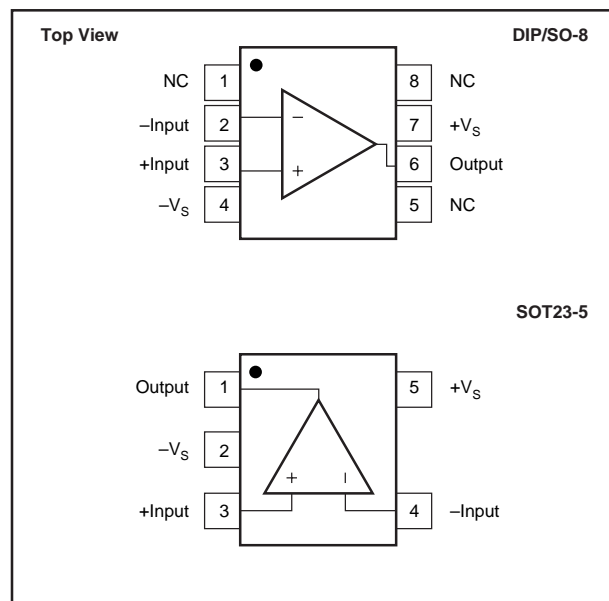 Top View DIP/SO-8
NC 1 8 NC
–Input 2 – 7 +VS
+Input 3 + 6 Output
–VS 4 5 NC
SOT23-5
Output 1 5 +VS
–VS 2
+ –
+Input 3 4 –Input